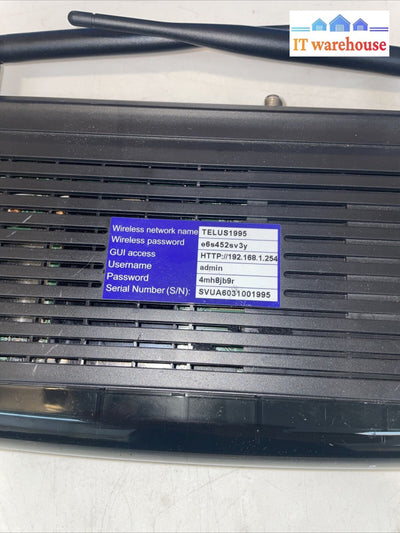 IT warehouse
Wireless network name TELUS1995
Wireless password e6s452sv3y
GUI access HTTP://192.168.1.254
Username admin
Password 4mh8jb9r
Serial Number (S/N): SVUA6031001995